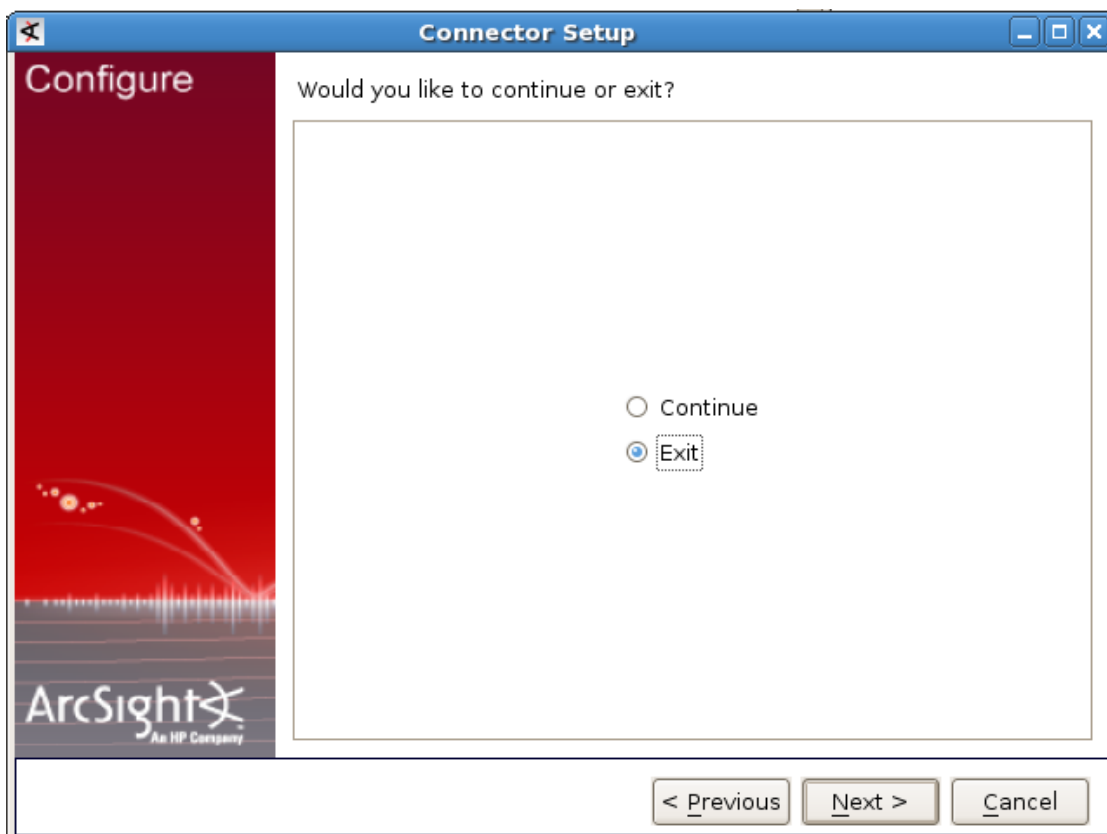 Connector Setup
Configure
Would you like to continue or exit?
Continue
Exit
ArcSight
An HP Company
< Previous
Next >
Cancel